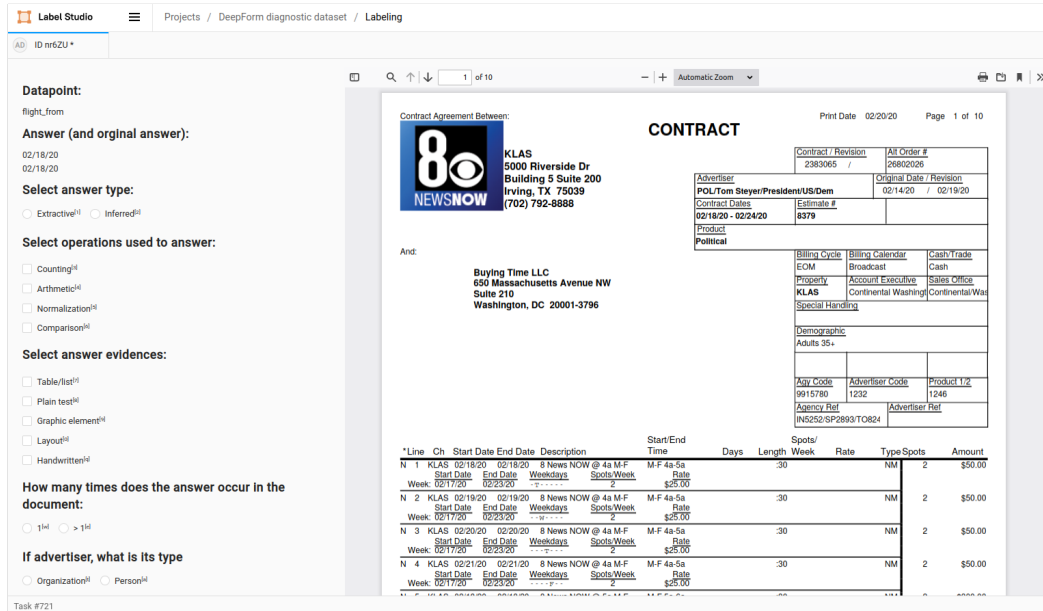 Label Studio
Projects / DeepForm diagnostic dataset / Labeling
AD ID nr6ZU *
Datapoint:
flight_from
Answer (and orginal answer):
02/18/20
02/18/20
Select answer type:
Extractive[1] Inferred[2]
Select operations used to answer:
Counting[3]
Arithmetic[4]
Normalization[5]
Comparison[6]
Select answer evidences:
Table/list[7]
Plain test[8]
Graphic element[9]
Layout[0]
Handwritten[q]
How many times does the answer occur in the
document:
1[w] > 1[e]
If advertiser, what is its type
Organization[t] Person[a]
Task #721
1 of 10
Automatic Zoom
Contract Agreement Between:
CONTRACT
Print Date 02/20/20 Page 1 of 10
8
NEWSNOW
KLAS
5000 Riverside Dr
Building 5 Suite 200
Irving, TX 75039
(702) 792-8888
And:
Buying Time LLC
650 Massachusetts Avenue NW
Suite 210
Washington, DC 20001-3796
Contract / Revision Alt Order #
2383065 / 26802026
Advertiser Original Date / Revision
POL/Tom Steyer/President/US/Dem 02/14/20 / 02/19/20
Contract Dates Estimate #
02/18/20 - 02/24/20 8379
Product
Political
Billing Cycle Billing Calendar Cash/Trade
EOM Broadcast Cash
Property Account Executive Sales Office
KLAS Continental Washingt Continental/Was
Special Handling
Demographic
Adults 35+
Agy Code Advertiser Code Product 1/2
9915780 1232 1246
Agency Ref Advertiser Ref
IN5252/SP2893/TO824
Start/End Spots/
*Line Ch Start Date End Date Description Time Days Length Week Rate Type Spots Amount
N 1 KLAS 02/18/20 02/18/20 8 News NOW @ 4a M-F M-F 4a-5a :30 NM 2 $50.00
Start Date End Date Weekdays Spots/Week Rate
Week: 02/17/20 02/23/20 -T----- 2 $25.00
N 2 KLAS 02/19/20 02/19/20 8 News NOW @ 4a M-F M-F 4a-5a :30 NM 2 $50.00
Start Date End Date Weekdays Spots/Week Rate
Week: 02/17/20 02/23/20 --W---- 2 $25.00
N 3 KLAS 02/20/20 02/20/20 8 News NOW @ 4a M-F M-F 4a-5a :30 NM 2 $50.00
Start Date End Date Weekdays Spots/Week Rate
Week: 02/17/20 02/23/20 ---T--- 2 $25.00
N 4 KLAS 02/21/20 02/21/20 8 News NOW @ 4a M-F M-F 4a-5a :30 NM 2 $50.00
Start Date End Date Weekdays Spots/Week Rate
Week: 02/17/20 02/23/20 ----F-- 2 $25.00